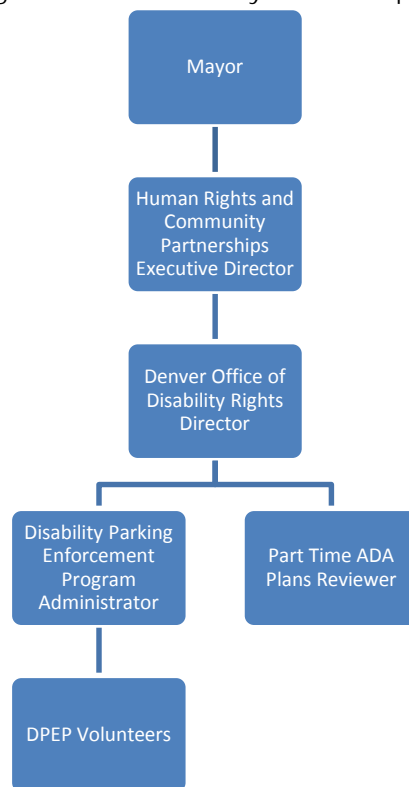 Mayor
Human Rights and
Community
Partnerships
Executive Director
Denver Office of
Disability Rights
Director
Disability Parking
Enforcement
Program
Administrator
Part Time ADA
Plans Reviewer
DPEP Volunteers